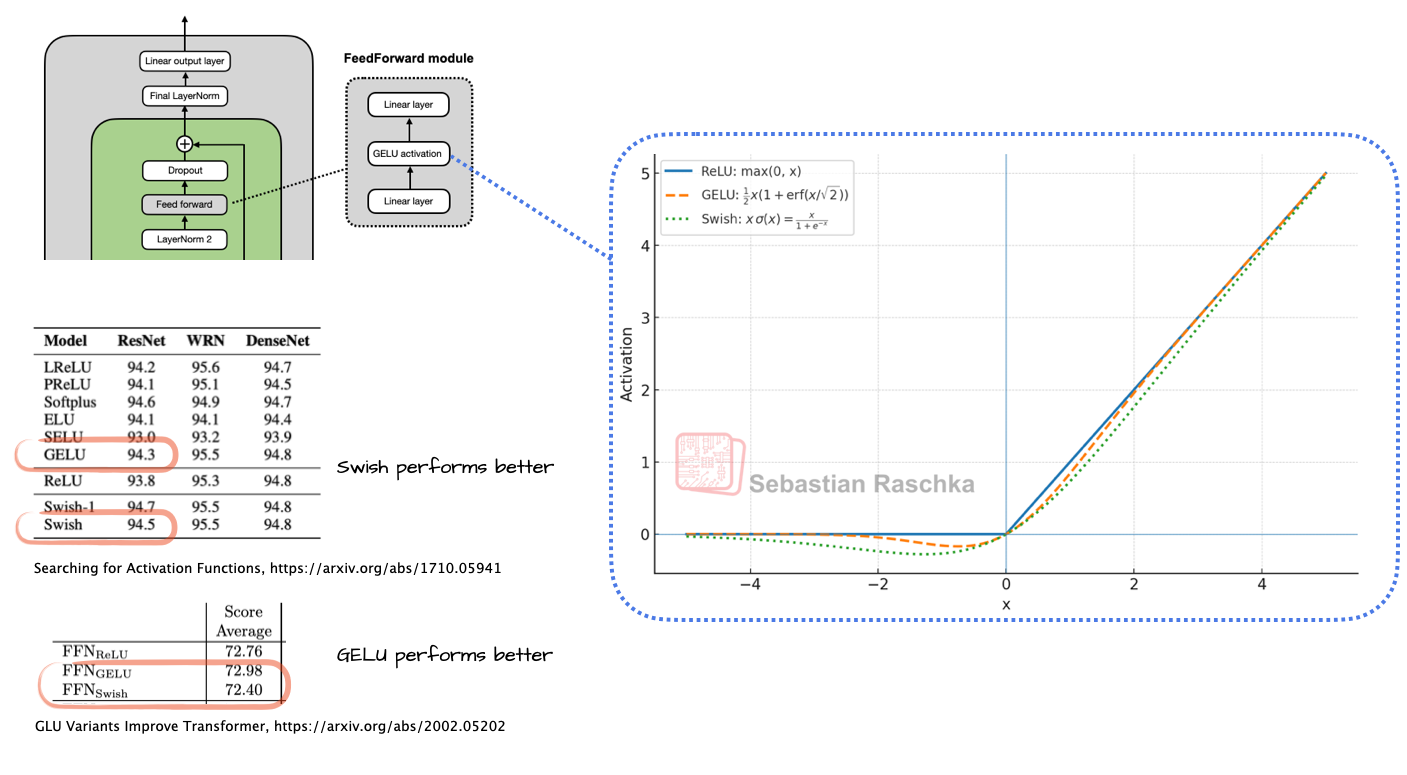 Linear output layer
Final LayerNorm
+
Dropout
Feed forward
LayerNorm 2
FeedForward module
Linear layer
GELU activation
Linear layer
Model ResNet WRN DenseNet
LReLU 94.2 95.6 94.7
PReLU 94.1 95.1 94.5
Softplus 94.6 94.9 94.7
ELU 94.1 94.1 94.4
SELU 93.0 93.2 93.9
GELU 94.3 95.5 94.8
ReLU 93.8 95.3 94.8
Swish-1 94.7 95.5 94.8
Swish 94.5 95.5 94.8
Swish performs better
Searching for Activation Functions, https://arxiv.org/abs/1710.05941
Score
Average
FFN_ReLU 72.76
FFN_GELU 72.98
FFN_Swish 72.40
GELU performs better
GLU Variants Improve Transformer, https://arxiv.org/abs/2002.05202
ReLU: max(0, x)
GELU: ½x(1 + erf(x/√2))
Swish: x σ(x) = x/(1 + e^−x)
Activation
5
4
3
2
1
0
−4 −2 0 2 4
x
Sebastian Raschka